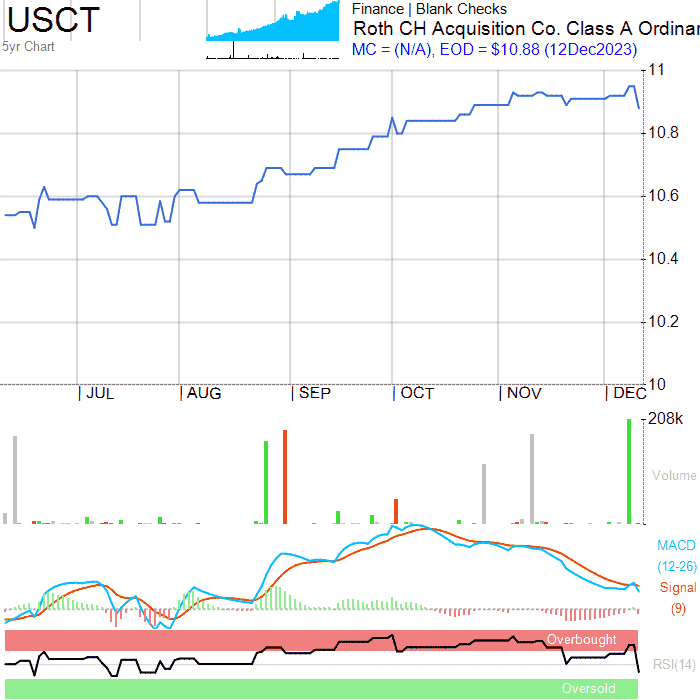 USCT
5yr Chart
Finance | Blank Checks
Roth CH Acquisition Co. Class A Ordinar
MC = (N/A), EOD = $10.88 (12Dec2023)
11
10.8
10.6
10.4
10.2
10
JUL
AUG
SEP
OCT
NOV
DEC
208k
Volume
MACD
(12-26)
Signal
(9)
Overbought
RSI(14)
Oversold